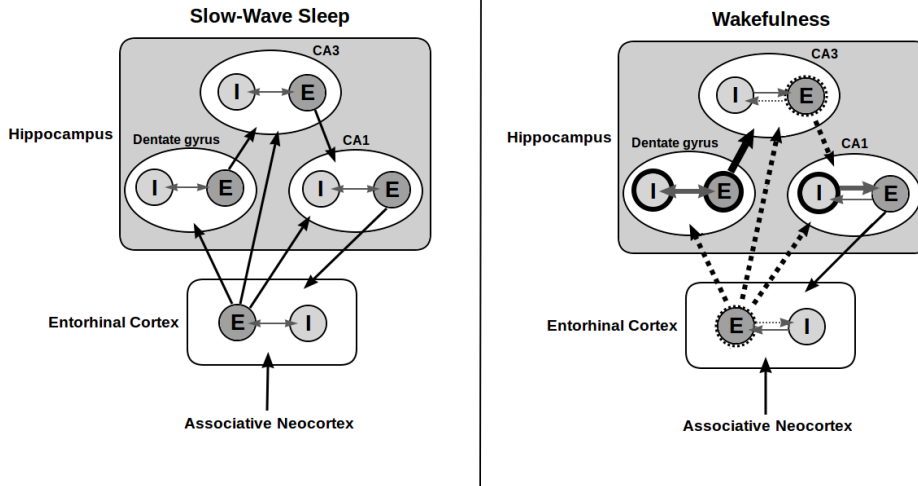 Slow-Wave Sleep
CA3
I
E
Hippocampus
Dentate gyrus
CA1
I
E
I
E
Entorhinal Cortex
E
I
Associative Neocortex
Wakefulness
CA3
I
E
Hippocampus
Dentate gyrus
CA1
I
E
I
E
Entorhinal Cortex
E
I
Associative Neocortex